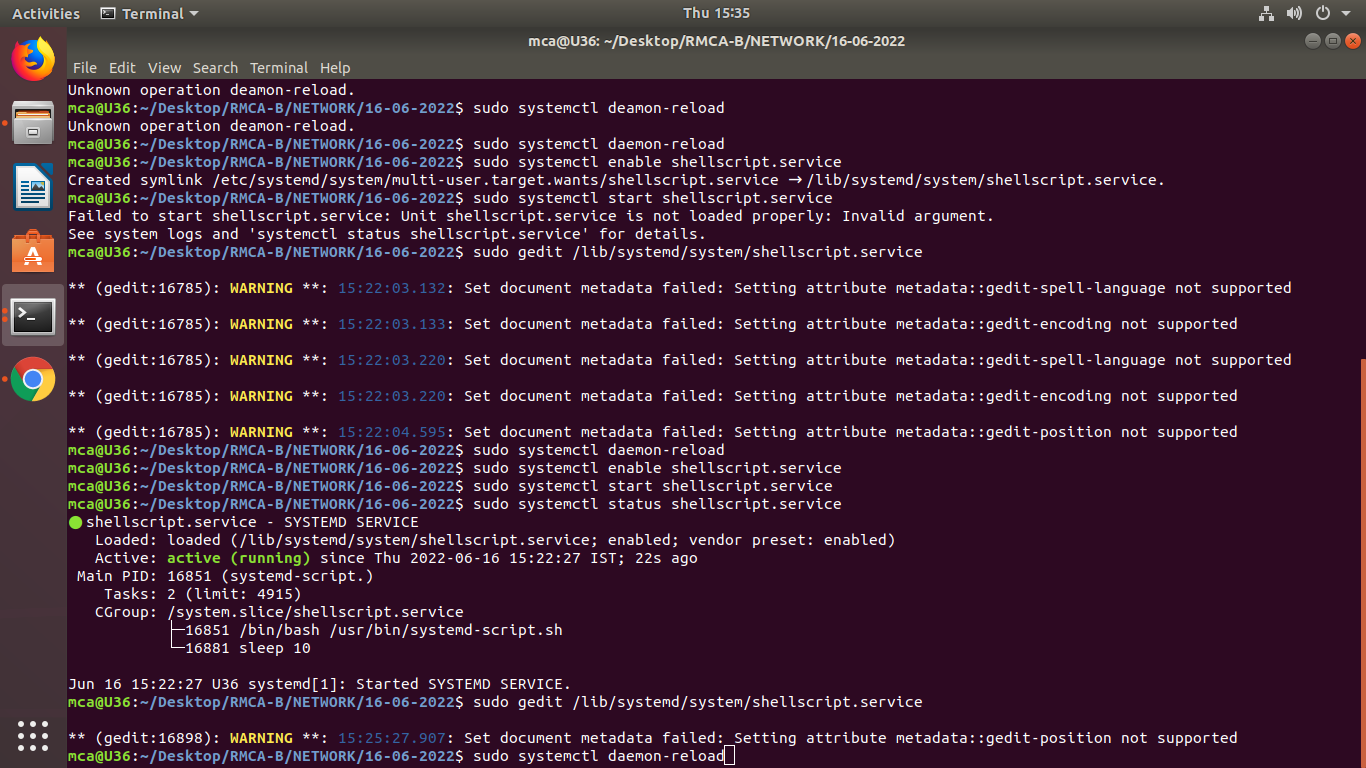 Activities Terminal Thu 15:35
mca@U36: ~/Desktop/RMCA-B/NETWORK/16-06-2022
File Edit View Search Terminal Help
Unknown operation deamon-reload.
mca@U36:~/Desktop/RMCA-B/NETWORK/16-06-2022$ sudo systemctl deamon-reload
Unknown operation deamon-reload.
mca@U36:~/Desktop/RMCA-B/NETWORK/16-06-2022$ sudo systemctl daemon-reload
mca@U36:~/Desktop/RMCA-B/NETWORK/16-06-2022$ sudo systemctl enable shellscript.service
Created symlink /etc/systemd/system/multi-user.target.wants/shellscript.service → /lib/systemd/system/shellscript.service.
mca@U36:~/Desktop/RMCA-B/NETWORK/16-06-2022$ sudo systemctl start shellscript.service
Failed to start shellscript.service: Unit shellscript.service is not loaded properly: Invalid argument.
See system logs and 'systemctl status shellscript.service' for details.
mca@U36:~/Desktop/RMCA-B/NETWORK/16-06-2022$ sudo gedit /lib/systemd/system/shellscript.service
** (gedit:16785): WARNING **: 15:22:03.132: Set document metadata failed: Setting attribute metadata::gedit-spell-language not supported
** (gedit:16785): WARNING **: 15:22:03.133: Set document metadata failed: Setting attribute metadata::gedit-encoding not supported
** (gedit:16785): WARNING **: 15:22:03.220: Set document metadata failed: Setting attribute metadata::gedit-spell-language not supported
** (gedit:16785): WARNING **: 15:22:03.220: Set document metadata failed: Setting attribute metadata::gedit-encoding not supported
** (gedit:16785): WARNING **: 15:22:04.595: Set document metadata failed: Setting attribute metadata::gedit-position not supported
mca@U36:~/Desktop/RMCA-B/NETWORK/16-06-2022$ sudo systemctl daemon-reload
mca@U36:~/Desktop/RMCA-B/NETWORK/16-06-2022$ sudo systemctl enable shellscript.service
mca@U36:~/Desktop/RMCA-B/NETWORK/16-06-2022$ sudo systemctl start shellscript.service
mca@U36:~/Desktop/RMCA-B/NETWORK/16-06-2022$ sudo systemctl status shellscript.service
● shellscript.service - SYSTEMD SERVICE
Loaded: loaded (/lib/systemd/system/shellscript.service; enabled; vendor preset: enabled)
Active: active (running) since Thu 2022-06-16 15:22:27 IST; 22s ago
Main PID: 16851 (systemd-script.)
Tasks: 2 (limit: 4915)
CGroup: /system.slice/shellscript.service
├─16851 /bin/bash /usr/bin/systemd-script.sh
└─16881 sleep 10
Jun 16 15:22:27 U36 systemd[1]: Started SYSTEMD SERVICE.
mca@U36:~/Desktop/RMCA-B/NETWORK/16-06-2022$ sudo gedit /lib/systemd/system/shellscript.service
** (gedit:16898): WARNING **: 15:25:27.907: Set document metadata failed: Setting attribute metadata::gedit-position not supported
mca@U36:~/Desktop/RMCA-B/NETWORK/16-06-2022$ sudo systemctl daemon-reload